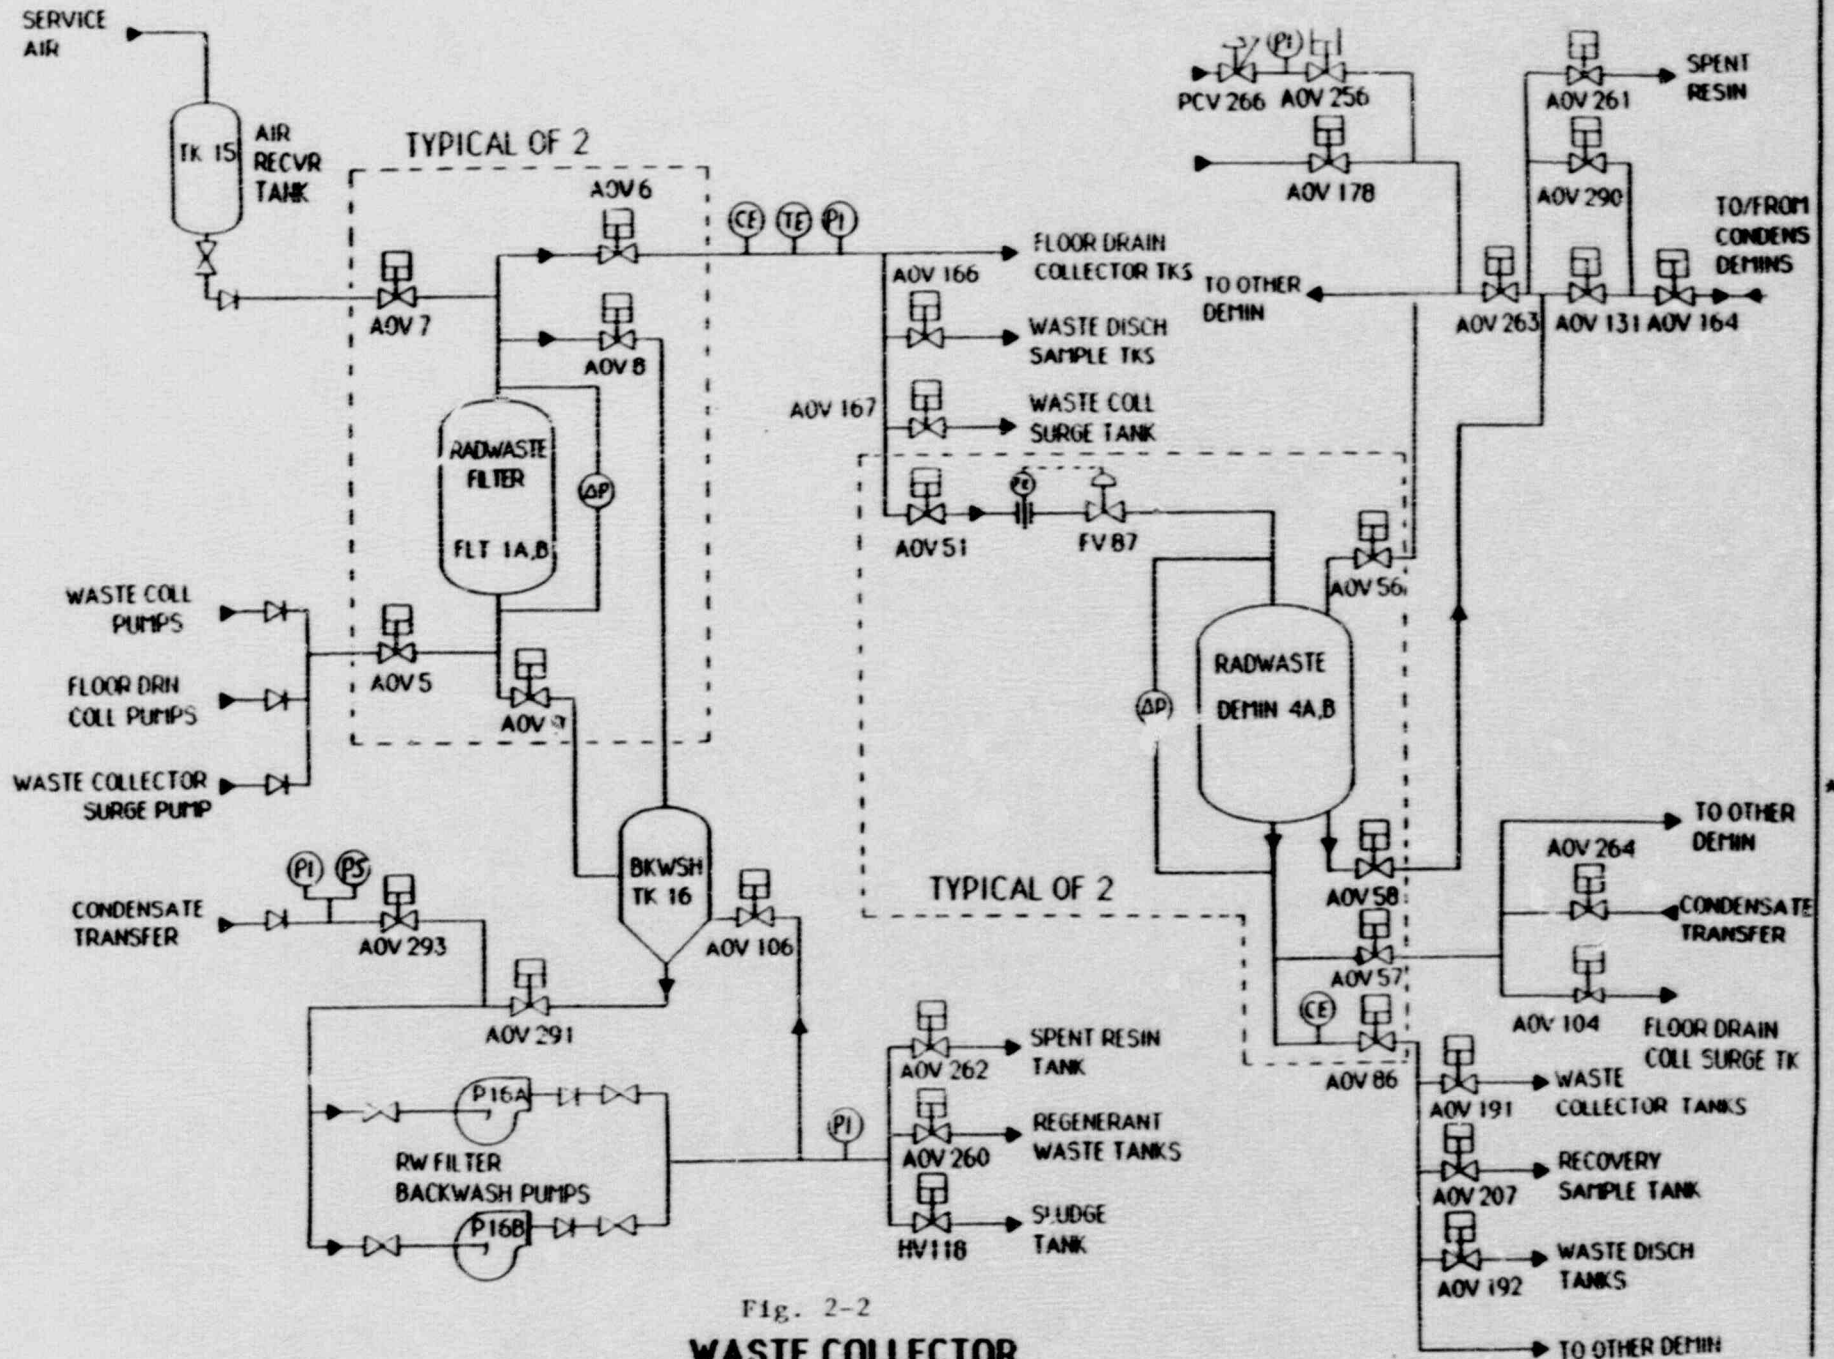 SERVICE
AIR
TK 15
AIR
RECVR
TANK
TYPICAL OF 2
AOV 6
AOV 7
AOV 8
RADWASTE
FILTER
FLT 1A,B
ΔP
WASTE COLL
PUMPS
FLOOR DRN
COLL PUMPS
WASTE COLLECTOR
SURGE PUMP
AOV 5
AOV
CE
TE
PI
FLOOR DRAIN
COLLECTOR TKS
AOV 166
WASTE DISCH
SAMPLE TKS
AOV 167
WASTE COLL
SURGE TANK
AOV 51
FV 87
PI
PCV 266
AOV 256
AOV 178
AOV 261
SPENT
RESIN
AOV 290
TO/FROM
CONDENS
DEMINS
TO OTHER
DEMIN
AOV 263
AOV 131
AOV 164
AOV 56
RADWASTE
DEMIN 4A,B
ΔP
TYPICAL OF 2
AOV 58
AOV 57
CE
AOV 86
TO OTHER
DEMIN
AOV 264
CONDENSATE
TRANSFER
AOV 104
FLOOR DRAIN
COLL SURGE TK
AOV 191
WASTE
COLLECTOR TANKS
AOV 207
RECOVERY
SAMPLE TANK
AOV 192
WASTE DISCH
TANKS
TO OTHER DEMIN
BKWSH
TK 16
PI
PS
CONDENSATE
TRANSFER
AOV 293
AOV 106
AOV 291
P16A
RW FILTER
BACKWASH PUMPS
P16B
PI
AOV 262
SPENT RESIN
TANK
AOV 260
REGENERANT
WASTE TANKS
HV118
SLUDGE
TANK
Fig. 2-2
WASTE COLLECTOR